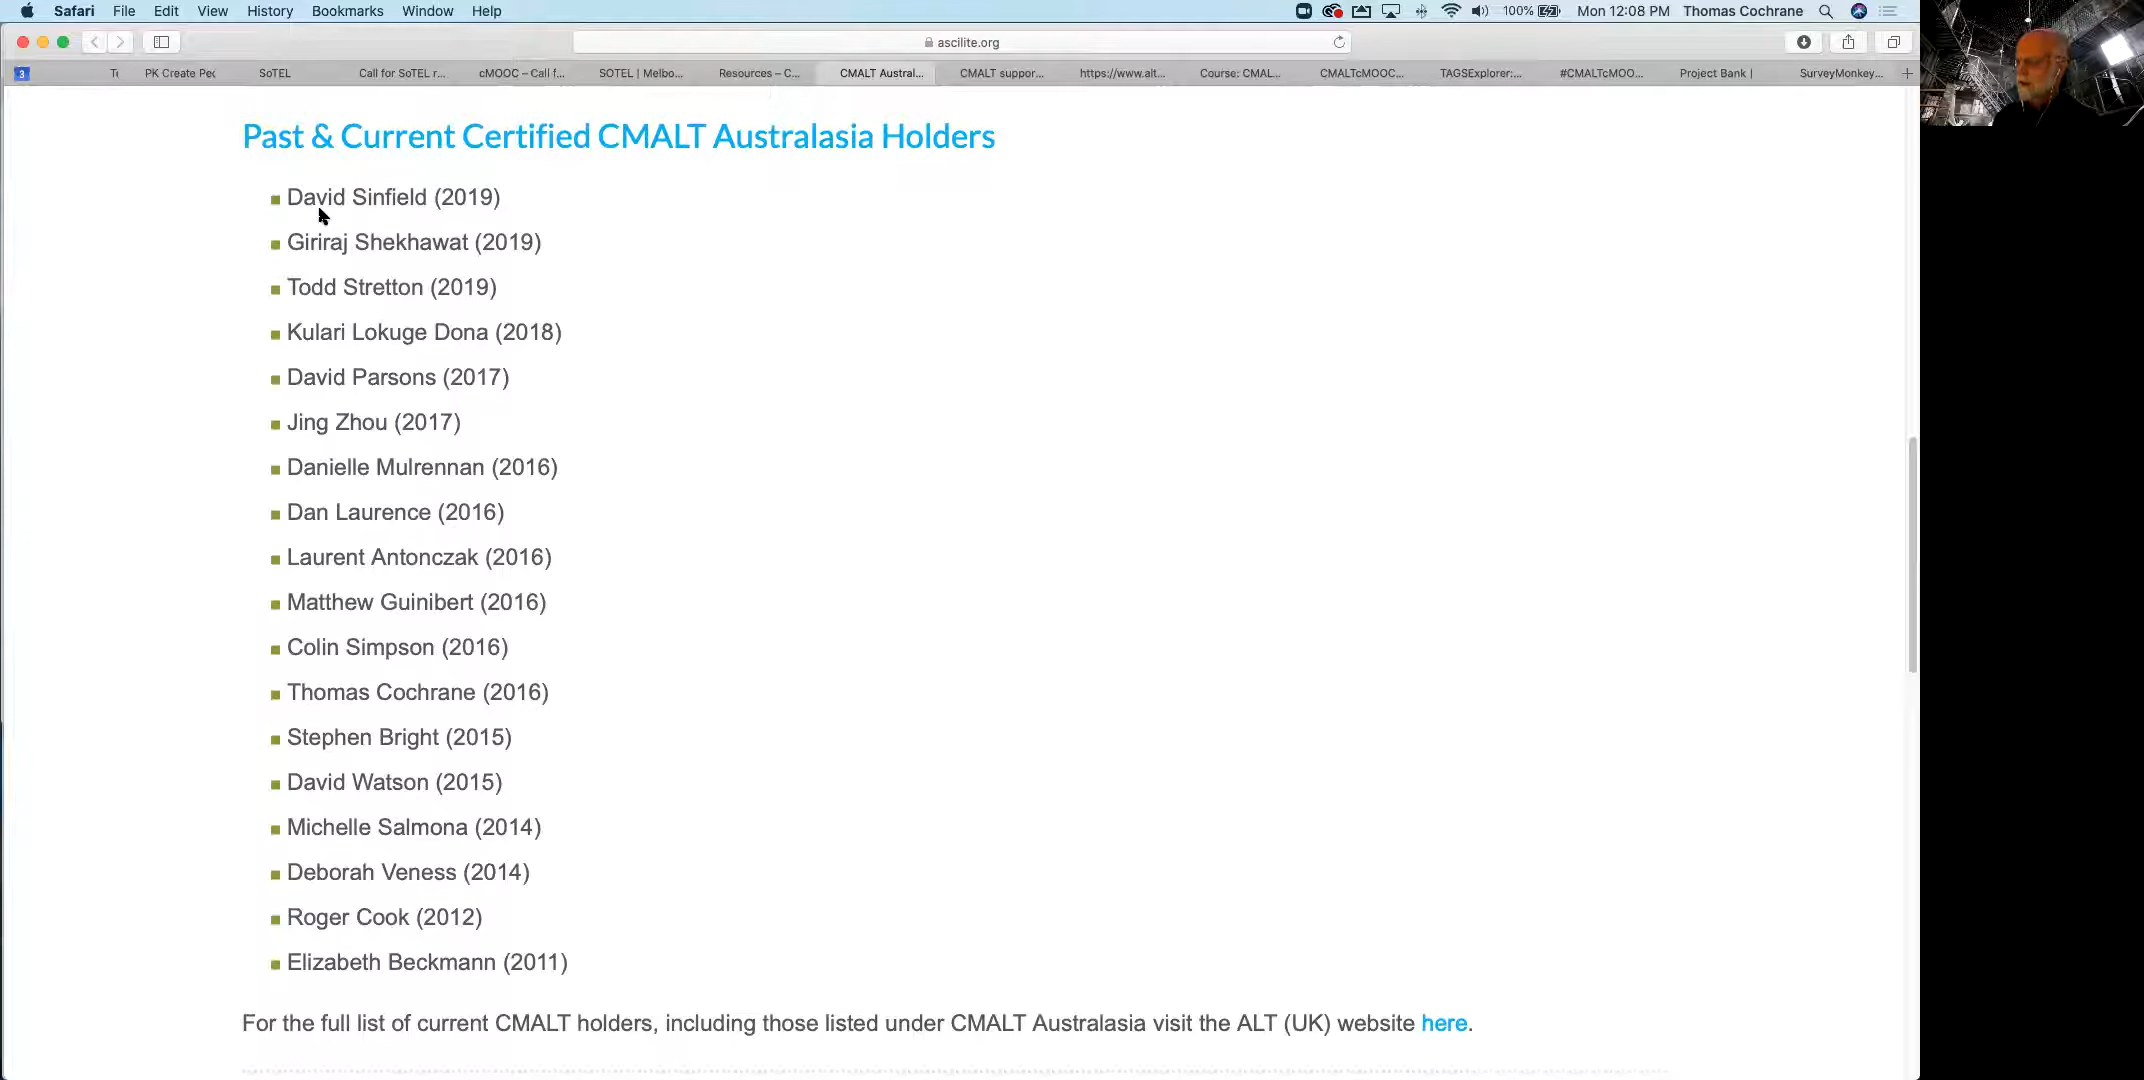 Safari File Edit View History Bookmarks Window Help 100% Mon 12:08 PM Thomas Cochrane
ascilite.org
3 PK Create Pec SoTEL Call for SoTEL r... cMOOC – Call f... SOTEL | Melbo... Resources – C... CMALT Austral... CMALT suppor... https://www.alt... Course: CMAL... CMALTcMOOC... TAGSExplorer:... #CMALTcMOO... Project Bank | SurveyMonkey...
Past & Current Certified CMALT Australasia Holders
David Sinfield (2019)
Giriraj Shekhawat (2019)
Todd Stretton (2019)
Kulari Lokuge Dona (2018)
David Parsons (2017)
Jing Zhou (2017)
Danielle Mulrennan (2016)
Dan Laurence (2016)
Laurent Antonczak (2016)
Matthew Guinibert (2016)
Colin Simpson (2016)
Thomas Cochrane (2016)
Stephen Bright (2015)
David Watson (2015)
Michelle Salmona (2014)
Deborah Veness (2014)
Roger Cook (2012)
Elizabeth Beckmann (2011)
For the full list of current CMALT holders, including those listed under CMALT Australasia visit the ALT (UK) website here.